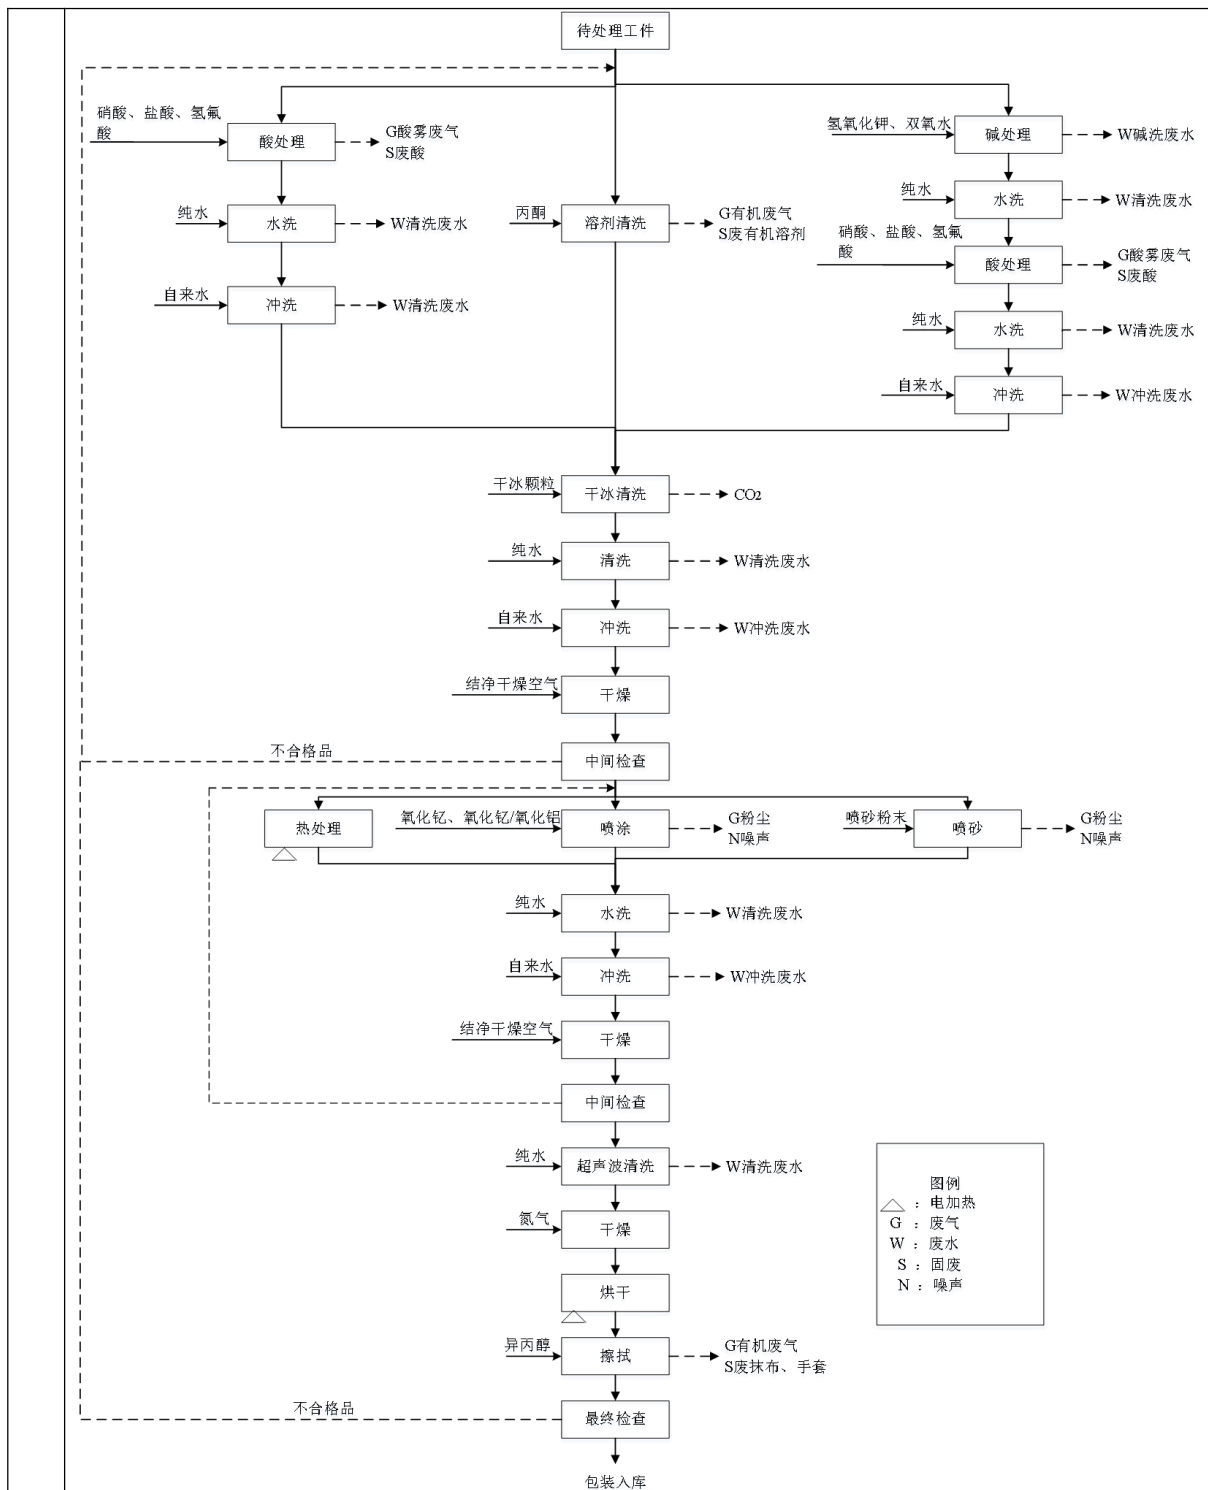 待处理工件
硝酸、盐酸、氢氟
酸
酸处理
G酸雾废气
S废酸
氢氧化钾、双氧水
碱处理
W碱洗废水
纯水
水洗
W清洗废水
丙酮
溶剂清洗
G有机废气
S废有机溶剂
纯水
水洗
W清洗废水
硝酸、盐酸、氢氟
酸
酸处理
G酸雾废气
S废酸
自来水
冲洗
W清洗废水
纯水
水洗
W清洗废水
自来水
冲洗
W冲洗废水
干冰颗粒
干冰清洗
CO2
纯水
清洗
W清洗废水
自来水
冲洗
W冲洗废水
结净干燥空气
干燥
不合格品
中间检查
热处理
氧化钇、氧化钇/氧化铝
喷涂
G粉尘
N噪声
喷砂粉末
喷砂
G粉尘
N噪声
纯水
水洗
W清洗废水
自来水
冲洗
W冲洗废水
结净干燥空气
干燥
中间检查
纯水
超声波清洗
W清洗废水
氮气
干燥
烘干
异丙醇
擦拭
G有机废气
S废抹布、手套
不合格品
最终检查
包装入库
图例
△ ：电加热
G ：废气
W ：废水
S ：固废
N ：噪声